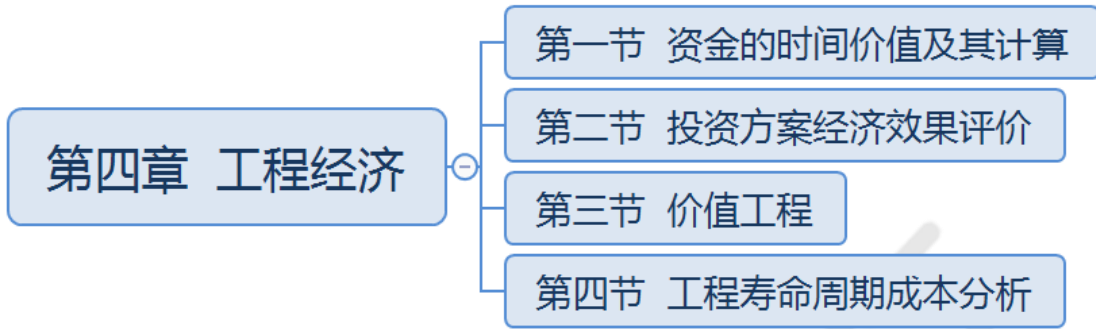 第四章 工程经济
第一节 资金的时间价值及其计算
第二节 投资方案经济效果评价
第三节 价值工程
第四节 工程寿命周期成本分析